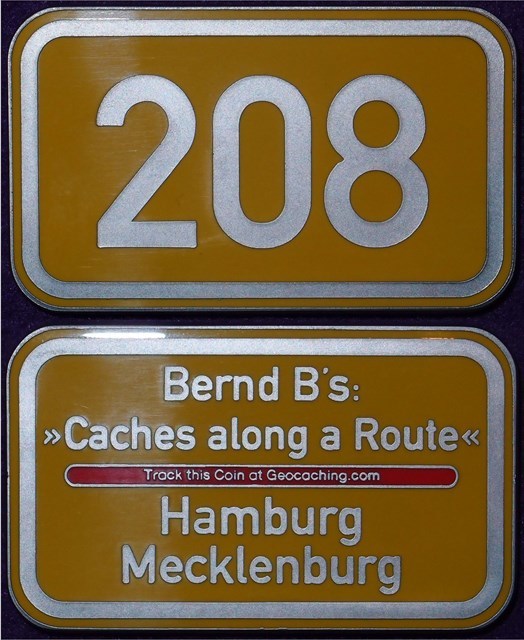 208
Bernd B's:
»Caches along a Route«
Track this Coin at Geocaching.com
Hamburg
Mecklenburg